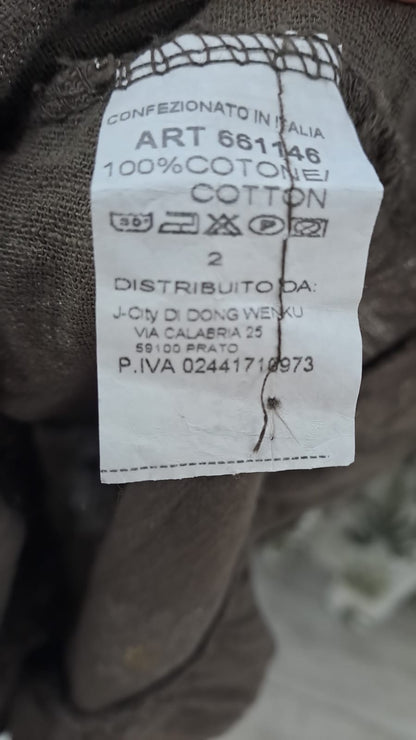 CONFEZIONATO IN ITALIA
ART 661146
100%COTONE/
COTTON
2
DISTRIBUITO DA:
J-City DI DONG WENKU
VIA CALABRIA 25
59100 PRATO
P.IVA 02441710973